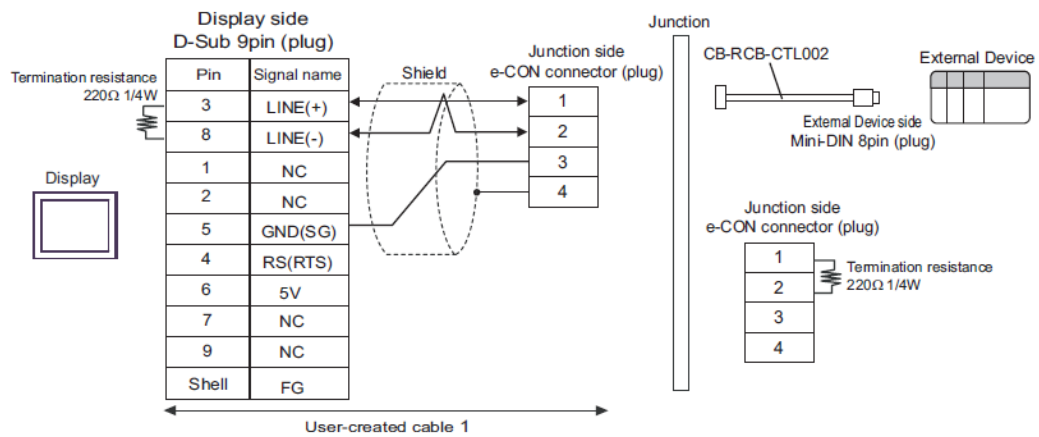 Display side
D-Sub 9pin (plug)
Termination resistance
220Ω 1/4W
Display
Pin Signal name
3 LINE(+)
8 LINE(-)
1 NC
2 NC
5 GND(SG)
4 RS(RTS)
6 5V
7 NC
9 NC
Shell FG
Shield
Junction side
e-CON connector (plug)
1
2
3
4
User-created cable 1
Junction
CB-RCB-CTL002
External Device
External Device side
Mini-DIN 8pin (plug)
Junction side
e-CON connector (plug)
1
2
3
4
Termination resistance
220Ω 1/4W